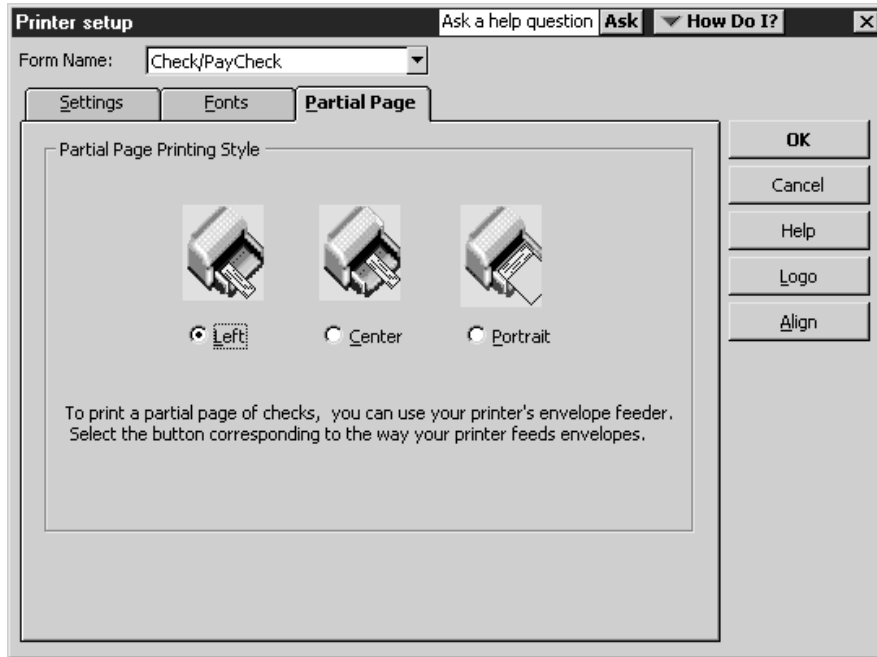 Printer setup
Ask a help question Ask How Do I?
Form Name: Check/PayCheck
Settings Fonts Partial Page
Partial Page Printing Style
Left Center Portrait
To print a partial page of checks, you can use your printer's envelope feeder.
Select the button corresponding to the way your printer feeds envelopes.
OK
Cancel
Help
Logo
Align